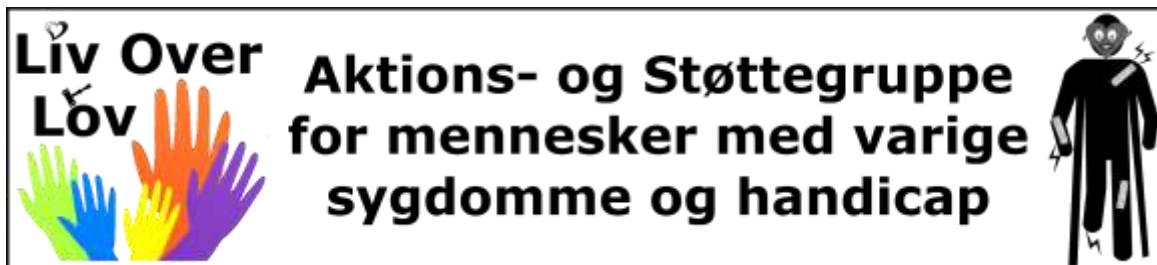 Liv Over
Lov
Aktions- og Støttegruppe
for mennesker med varige
sygdomme og handicap